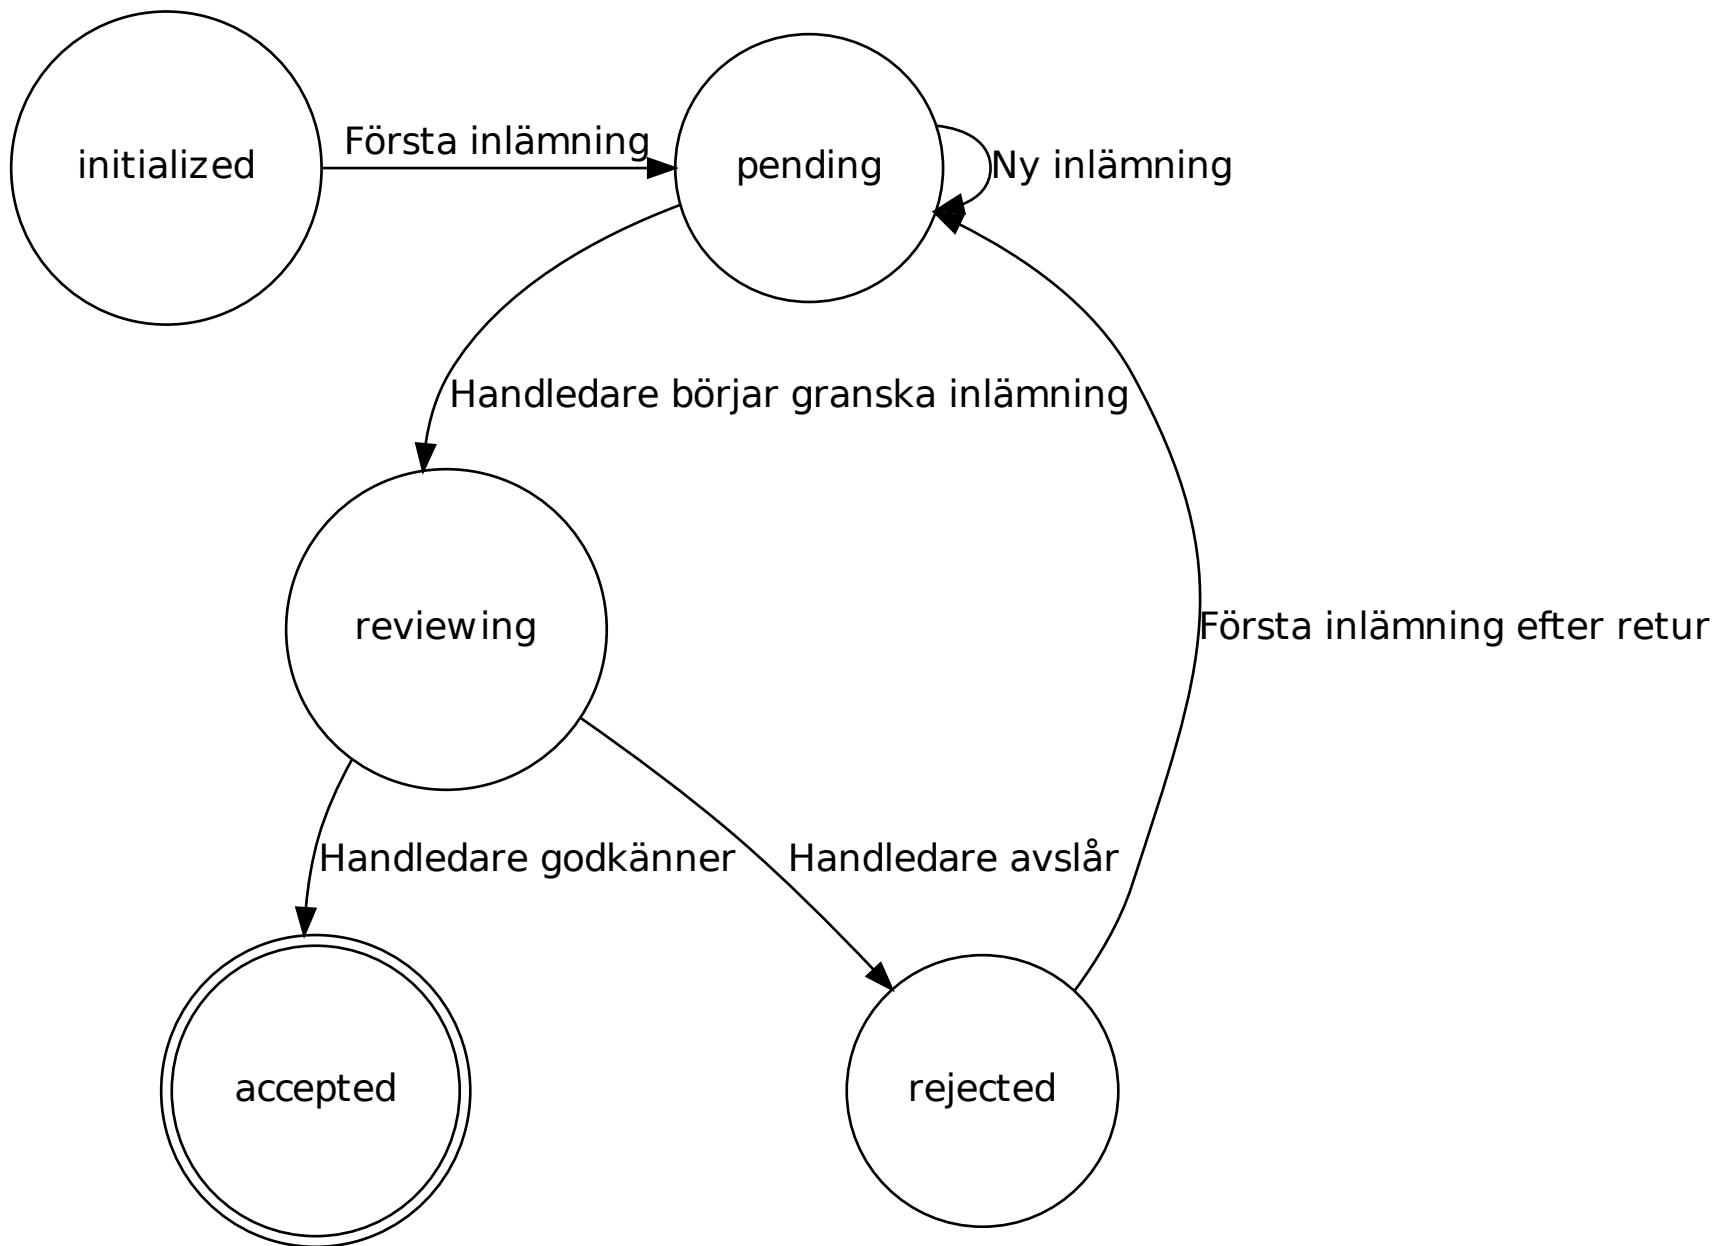 initialized
Första inlämning
pending
Ny inlämning
Handledare börjar granska inlämning
reviewing
Första inlämning efter retur
Handledare godkänner
Handledare avslår
accepted
rejected